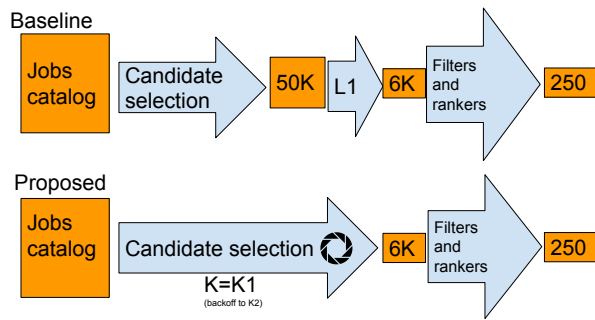 Baseline
Jobs
catalog
Candidate
selection
50K
L1
6K
Filters
and
rankers
250
Proposed
Jobs
catalog
Candidate selection
K=K1
(backoff to K2)
6K
Filters
and
rankers
250